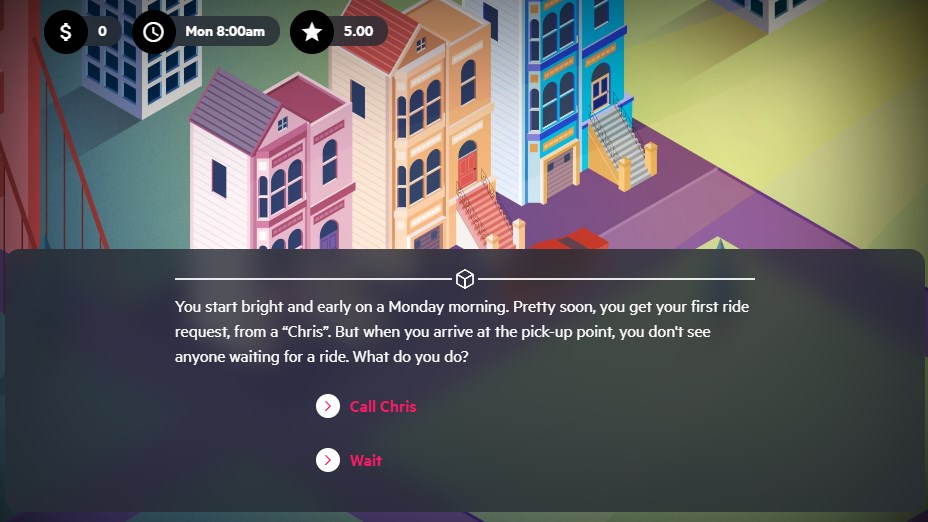 $ 0 Mon 8:00am 5.00
You start bright and early on a Monday morning. Pretty soon, you get your first ride
request, from a “Chris”. But when you arrive at the pick-up point, you don't see
anyone waiting for a ride. What do you do?
Call Chris
Wait